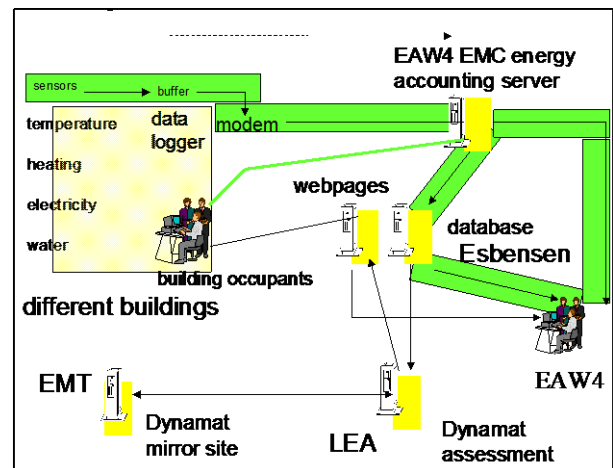 EAW4 EMC energy
accounting server
sensors
buffer
temperature
data
logger
modem
heating
electricity
water
webpages
database
Esbensen
building occupants
different buildings
EAW4
EMT
Dynamat
mirror site
LEA
Dynamat
assessment